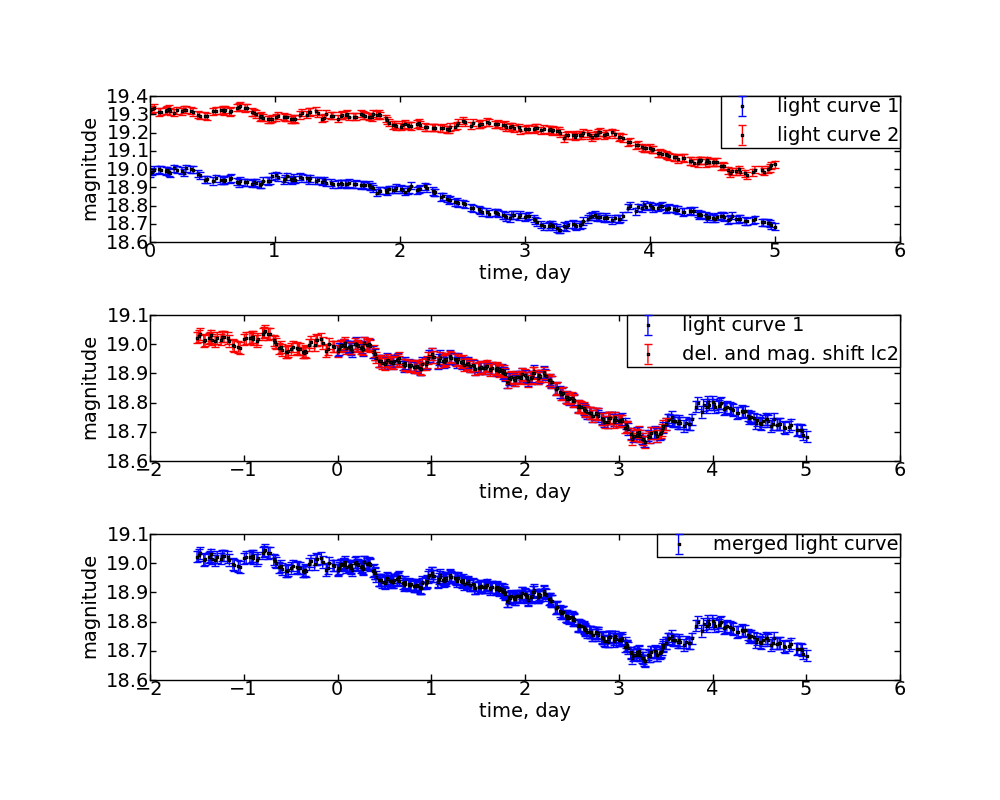 19.4
19.3
19.2
19.1
19.0
18.9
18.8
18.7
18.6
magnitude
light curve 1
light curve 2
0 1 2 3 4 5 6
time, day
19.1
19.0
18.9
18.8
18.7
18.6
magnitude
light curve 1
del. and mag. shift lc2
−2 −1 0 1 2 3 4 5 6
time, day
19.1
19.0
18.9
18.8
18.7
18.6
magnitude
merged light curve
−2 −1 0 1 2 3 4 5 6
time, day